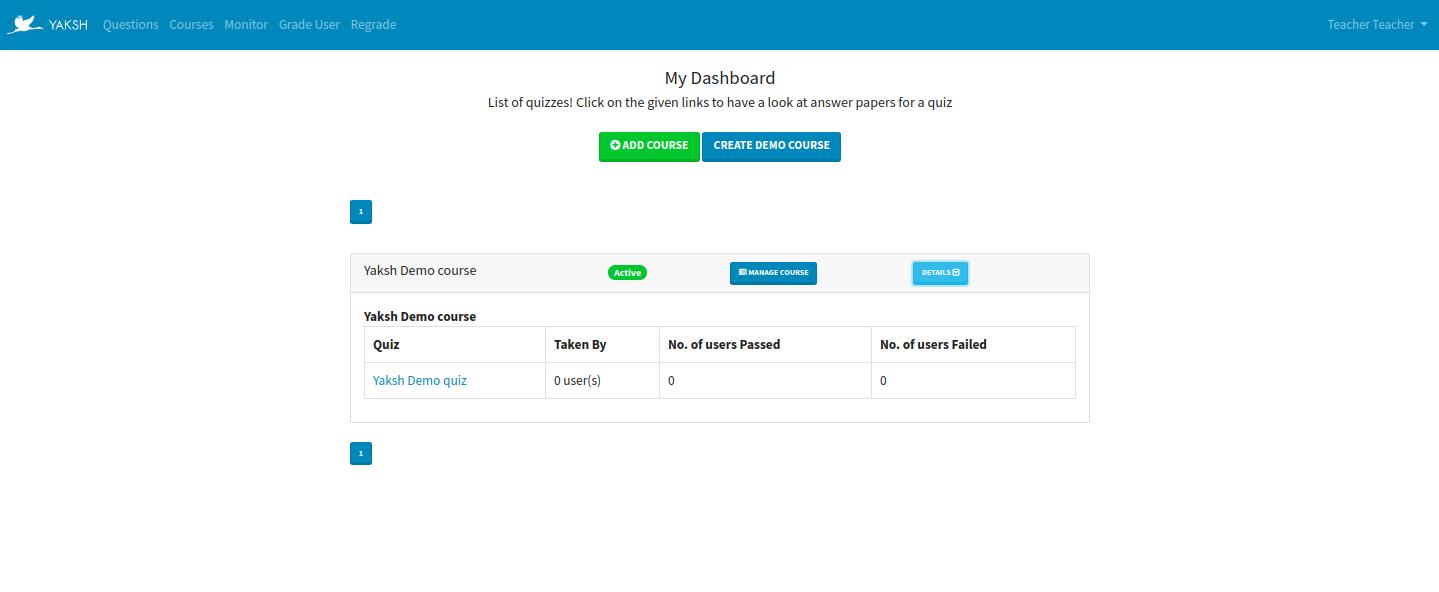 YAKSH Questions Courses Monitor Grade User Regrade Teacher Teacher
My Dashboard
List of quizzes! Click on the given links to have a look at answer papers for a quiz
ADD COURSE CREATE DEMO COURSE
1
Yaksh Demo course Active MANAGE COURSE DETAILS
Yaksh Demo course
Quiz Taken By No. of users Passed No. of users Failed
Yaksh Demo quiz 0 user(s) 0 0
1